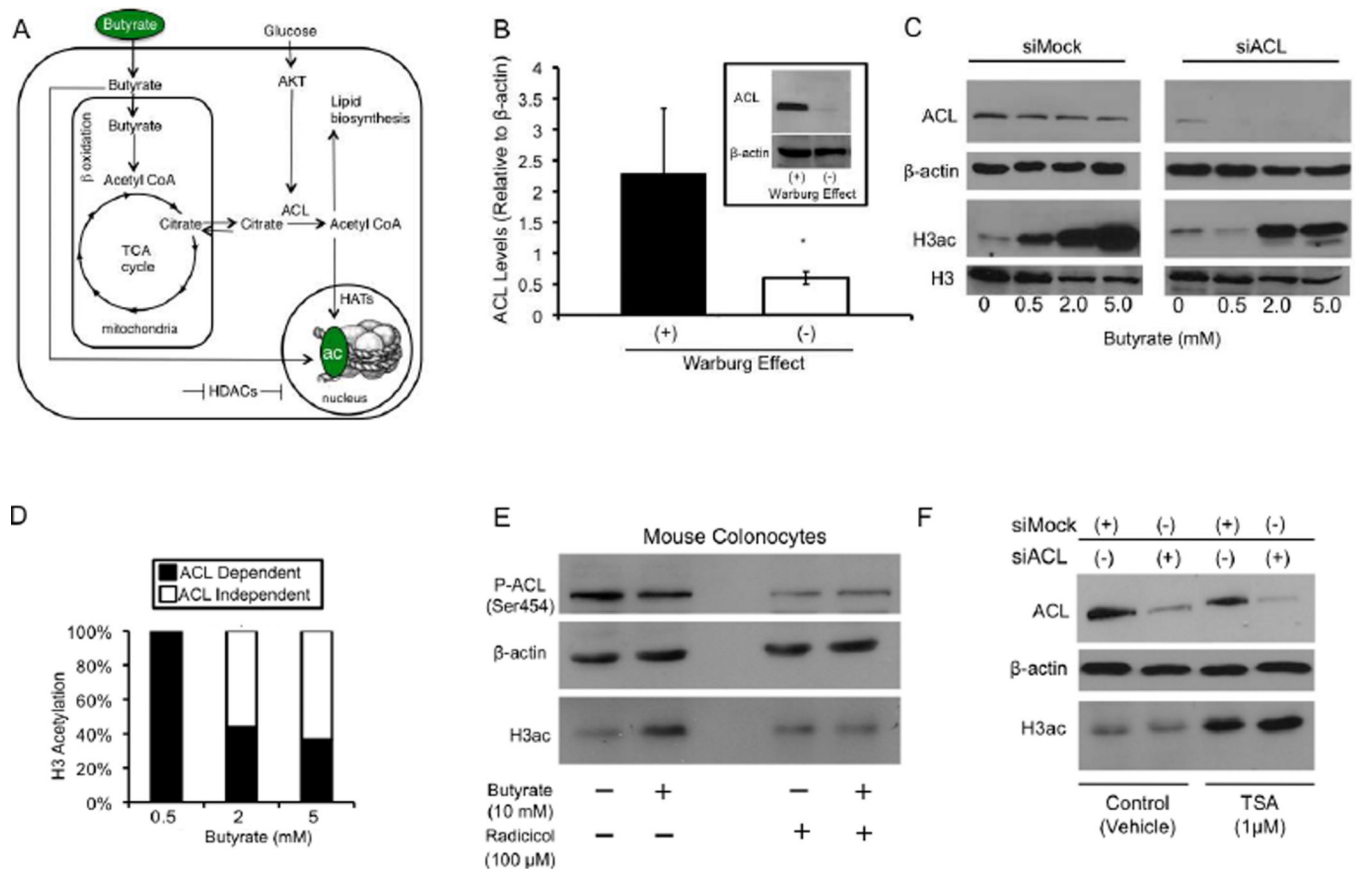 A
Butyrate
Glucose
Butyrate
AKT
Lipid
biosynthesis
β oxidation
Butyrate
Acetyl CoA
ACL
Citrate
Citrate
Acetyl CoA
TCA
cycle
mitochondria
HATs
ac
HDACs
nucleus
B
ACL Levels (Relative to β-actin)
4
3.5
3
2.5
2
1.5
1
0.5
0
*
(+)
(-)
Warburg Effect
ACL
β-actin
(+)
(-)
Warburg Effect
C
siMock
siACL
ACL
β-actin
H3ac
H3
0 0.5 2.0 5.0 0 0.5 2.0 5.0
Butyrate (mM)
D
ACL Dependent
ACL Independent
H3 Acetylation
100%
80%
60%
40%
20%
0%
0.5 2 5
Butyrate (mM)
E
Mouse Colonocytes
P-ACL
(Ser454)
β-actin
H3ac
Butyrate − + − +
(10 mM)
Radicicol − − + +
(100 µM)
F
siMock (+) (-) (+) (-)
siACL (-) (+) (-) (+)
ACL
β-actin
H3ac
Control
(Vehicle)
TSA
(1µM)